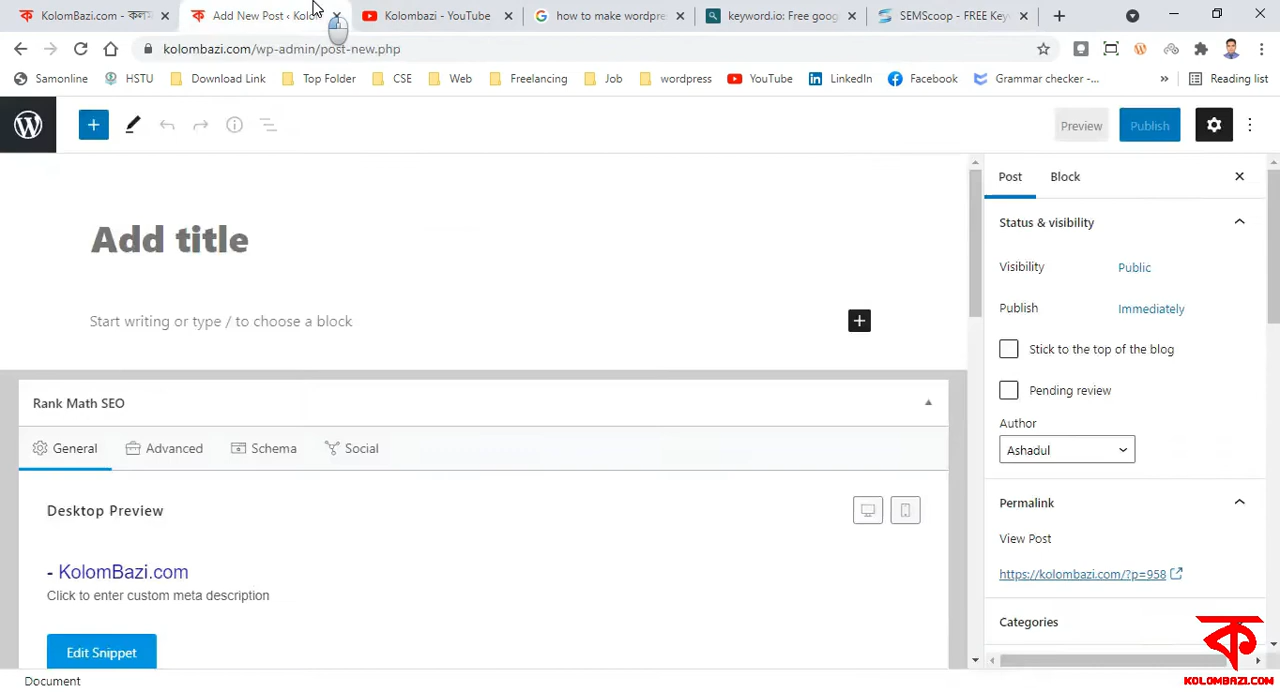 KolomBazi.com - কলম
Add New Post ‹ Kolo
Kolombazi - YouTube
how to make wordpre
keyword.io: Free goog
SEMScoop - FREE Key
kolombazi.com/wp-admin/post-new.php
Samonline
HSTU
Download Link
Top Folder
CSE
Web
Freelancing
Job
wordpress
YouTube
LinkedIn
Facebook
Grammar checker -...
»
Reading list
Preview
Publish
Post
Block
Add title
Start writing or type / to choose a block
Status & visibility
Visibility
Public
Publish
Immediately
Stick to the top of the blog
Pending review
Author
Ashadul
Permalink
View Post
https://kolombazi.com/?p=958
Categories
Rank Math SEO
General
Advanced
Schema
Social
Desktop Preview
- KolomBazi.com
Click to enter custom meta description
Edit Snippet
Document
ক
KOLOMBAZI.COM